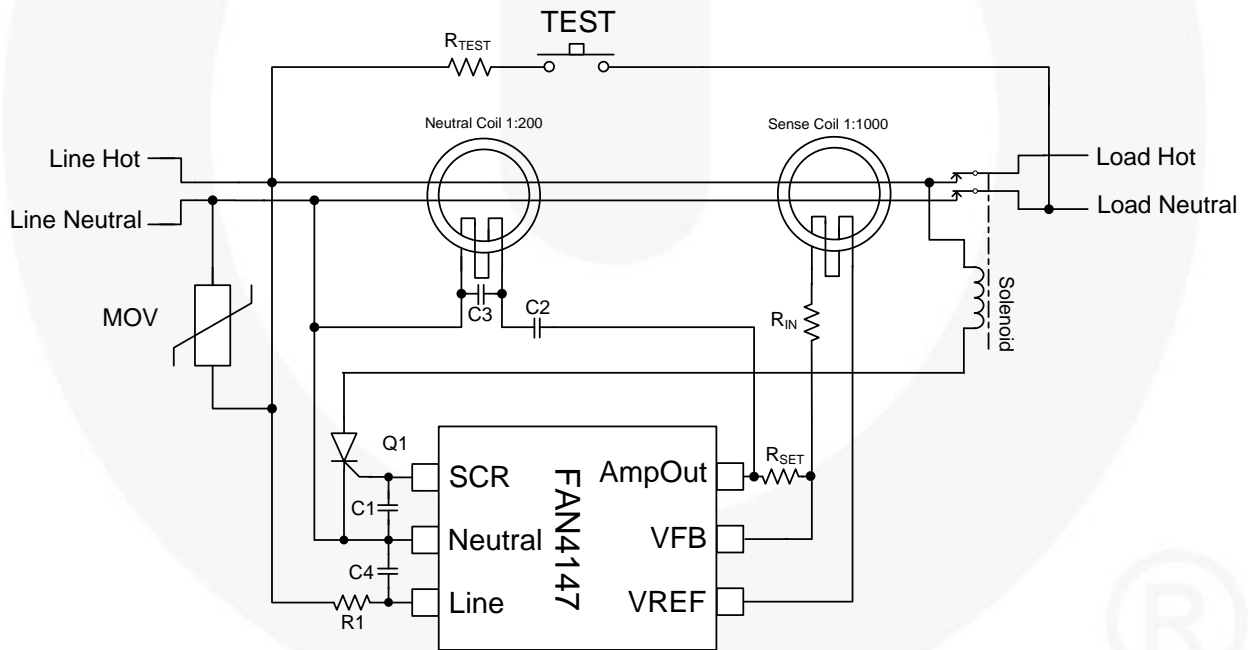 TEST
RTEST
Neutral Coil 1:200
Sense Coil 1:1000
Line Hot
Load Hot
Line Neutral
Load Neutral
MOV
C3
C2
RIN
Solenoid
Q1
SCR
AmpOut
RSET
C1
FAN4147
Neutral
VFB
C4
Line
VREF
R1
®